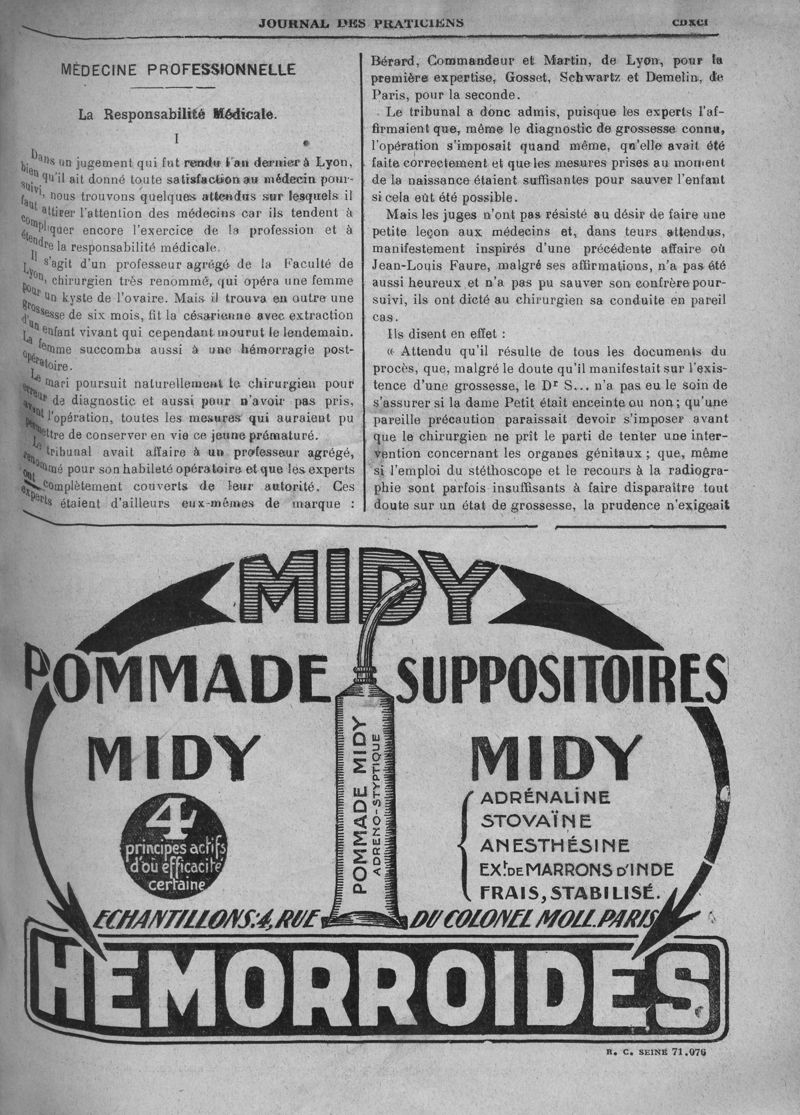 JOURNAL DES PRATICIENS
CDXCI
MÉDECINE PROFESSIONNELLE
La Responsabilité Médicale.
I
Dans un jugement qui fut rendu l'an dernier à Lyon,
bien qu'il ait donné toute satisfaction au médecin pour-
suivi, nous trouvons quelques attendus sur lesquels il
faut attirer l'attention des médecins car ils tendent à
compliquer encore l'exercice de la profession et à
étendre la responsabilité médicale.
Il s'agit d'un professeur agrégé de la Faculté de
Lyon, chirurgien très renommé, qui opéra une femme
pour un kyste de l'ovaire. Mais il trouva en outre une
grossesse de six mois, fit la césarienne avec extraction
d'un enfant vivant qui cependant mourut le lendemain.
La femme succomba aussi à une hémorragie post-
opératoire.
Le mari poursuit naturellement le chirurgien pour
erreur de diagnostic et aussi pour n'avoir pas pris,
avant l'opération, toutes les mesures qui auraient pu
permettre de conserver en vie ce jeune prématuré.
Le tribunal avait affaire à un professeur agrégé,
renommé pour son habileté opératoire et que les experts
ont complètement couverts de leur autorité. Ces
experts étaient d'ailleurs eux-mêmes de marque :
Bérard, Commandeur et Martin, de Lyon, pour la
première expertise, Gosset, Schwartz et Demelin, de
Paris, pour la seconde.
Le tribunal a donc admis, puisque les experts l'af-
firmaient que, même le diagnostic de grossesse connu,
l'opération s'imposait quand même, qn'elle avait été
faite correctement et que les mesures prises au moment
de la naissance étaient suffisantes pour sauver l'enfant
si cela eût été possible.
Mais les juges n'ont pas résisté au désir de faire une
petite leçon aux médecins et, dans leurs attendus,
manifestement inspirés d'une précédente affaire où
Jean-Louis Faure, malgré ses affirmations, n'a pas été
aussi heureux et n'a pas pu sauver son confrère pour-
suivi, ils ont dicté au chirurgien sa conduite en pareil
cas.
Ils disent en effet :
« Attendu qu'il résulte de tous les documents du
procès, que, malgré le doute qu'il manifestait sur l'exis-
tence d'une grossesse, le Dr S... n'a pas eu le soin de
s'assurer si la dame Petit était enceinte ou non ; qu'une
pareille précaution paraissait devoir s'imposer avant
que le chirurgien ne prît le parti de tenter une inter-
vention concernant les organes génitaux ; que, même
si l'emploi du stéthoscope et le recours à la radiogra-
phie sont parfois insuffisants à faire disparaître tout
doute sur un état de grossesse, la prudence n'exigeait
MIDY
POMMADE
MIDY
4
principes actifs
d'où efficacité
certaine
POMMADE MIDY
ADRENO-STYPTIQUE
POMMADE MIDY
ADRENO-STYPTIQUE
SUPPOSITOIRES
MIDY
ADRÉNALINE
STOVAÏNE
ANESTHÉSINE
EXt. DE MARRONS D'INDE
FRAIS, STABILISÉ.
ECHANTILLONS: 4, RUE DU COLONEL MOLL. PARIS
HEMORROIDES
R. C. SEINE 71.076